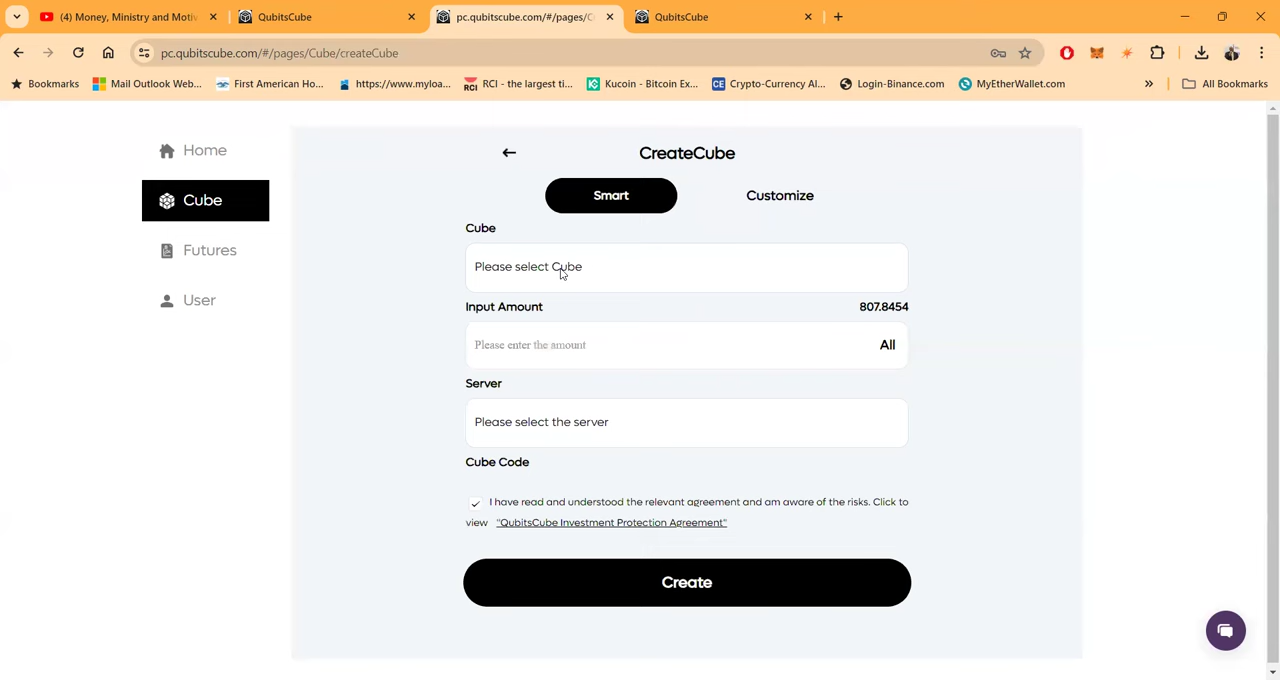 (4) Money, Ministry and Motiv
QubitsCube
pc.qubitscube.com/#/pages/C
QubitsCube
pc.qubitscube.com/#/pages/Cube/createCube
Bookmarks
Mail Outlook Web...
First American Ho...
https://www.myloa...
RCI
RCI - the largest ti...
Kucoin - Bitcoin Ex...
CE
Crypto-Currency Al...
Login-Binance.com
MyEtherWallet.com
»
All Bookmarks
Home
Cube
Futures
User
CreateCube
Smart
Customize
Cube
Please select Cube
Input Amount
807.8454
Please enter the amount
All
Server
Please select the server
Cube Code
I have read and understood the relevant agreement and am aware of the risks. Click to
view "QubitsCube Investment Protection Agreement"
Create